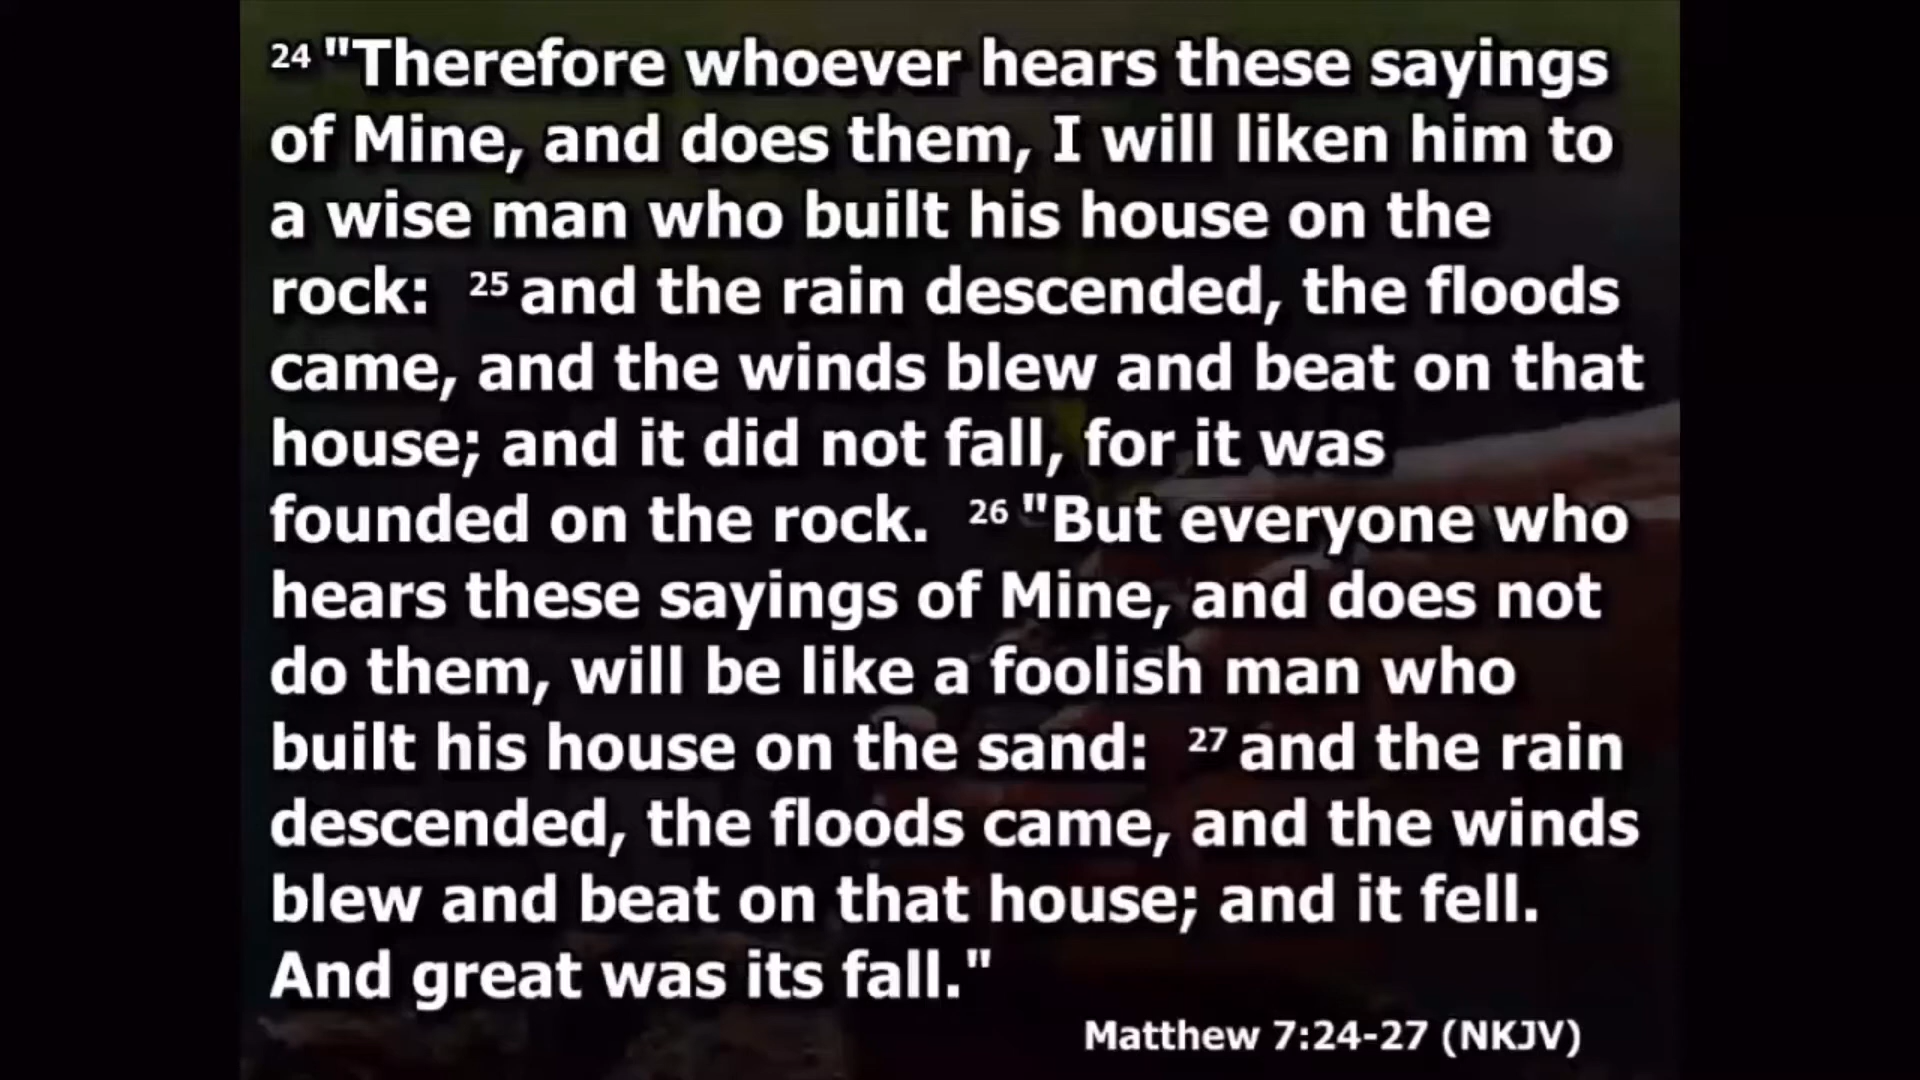 24 "Therefore whoever hears these sayings
of Mine, and does them, I will liken him to
a wise man who built his house on the
rock: 25 and the rain descended, the floods
came, and the winds blew and beat on that
house; and it did not fall, for it was
founded on the rock. 26 "But everyone who
hears these sayings of Mine, and does not
do them, will be like a foolish man who
built his house on the sand: 27 and the rain
descended, the floods came, and the winds
blew and beat on that house; and it fell.
And great was its fall."
Matthew 7:24-27 (NKJV)